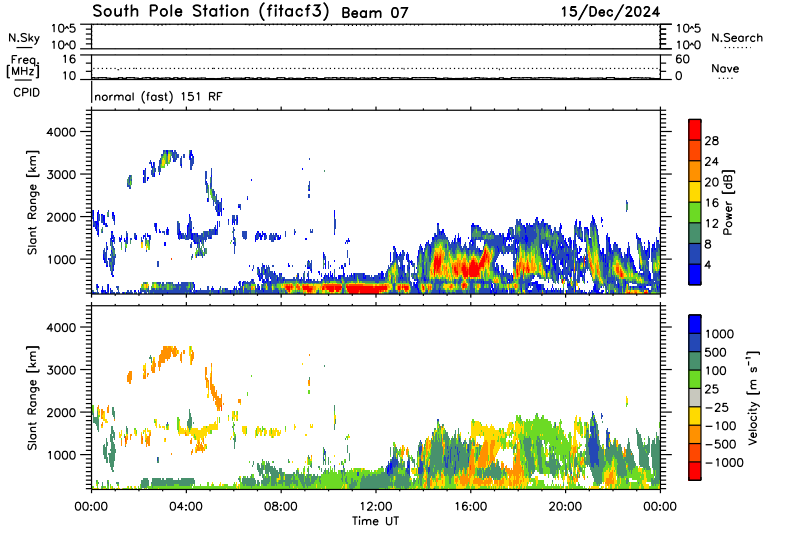 South Pole Station (fitacf3) Beam 07 15/Dec/2024
N.Sky 10^5 10^5 N.Search
10^0 10^0
Freq. 16 60 Nave
[MHz] 10 0
CPID normal (fast) 151 RF
Slant Range [km]
4000
3000
2000
1000
28
24
20
16
12
8
4
Power [dB]
Slant Range [km]
4000
3000
2000
1000
1000
500
100
25
-25
-100
-500
-1000
Velocity [m s⁻¹]
00:00 04:00 08:00 12:00 16:00 20:00 00:00
Time UT